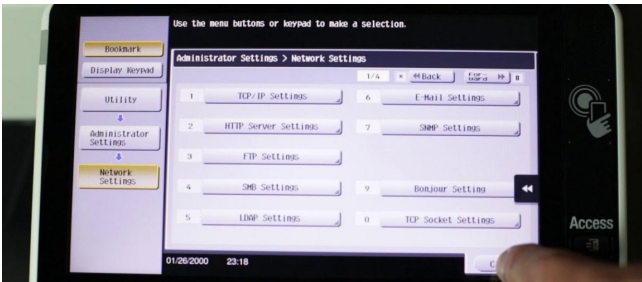 Use the menu buttons or keypad to make a selection.
Bookmark
Display Keypad
Utility
Administrator
Settings
Network
Settings
Administrator Settings > Network Settings
1/4
Back
For-
ward
1 TCP/IP Settings
2 HTTP Server Settings
3 FTP Settings
4 SMB Settings
5 LDAP Settings
6 E-Mail Settings
7 SNMP Settings
9 Bonjour Setting
0 TCP Socket Settings
01/26/2000 23:18
Access